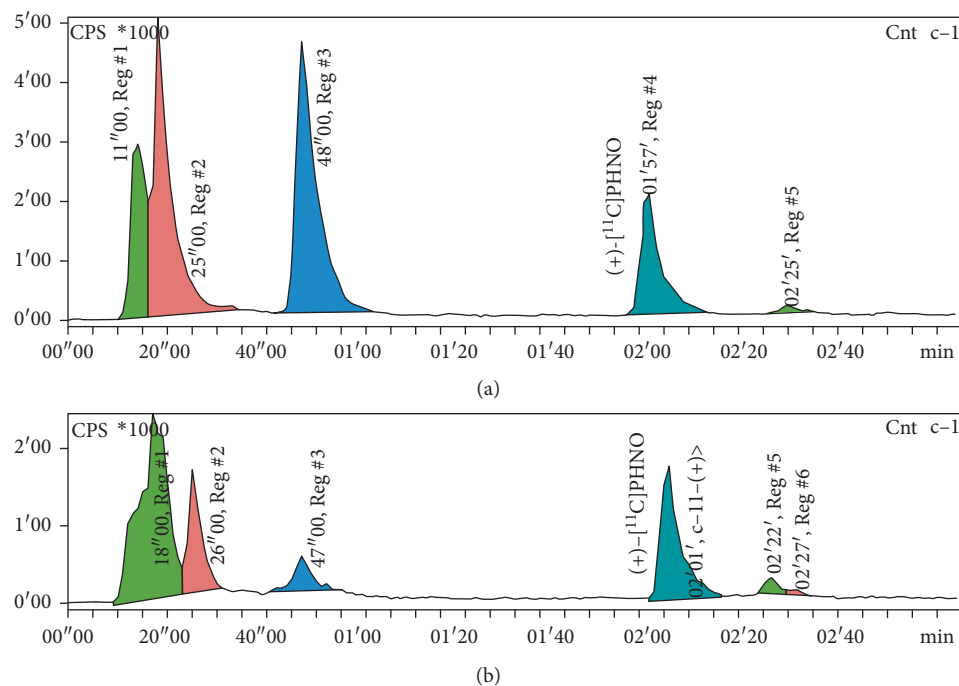 CPS *1000
Cnt c–1
5′00
4′00
3′00
2′00
1′00
0′00
11″00, Reg #1
25″00, Reg #2
48″00, Reg #3
(+)-[¹¹C]PHNO
01′57′, Reg #4
02′25′, Reg #5
00″00 20″00 40″00 01′00 01′20 01′40 02′00 02′20 02′40 min
(a)
CPS *1000
Cnt c–1
2′00
1′00
0′00
18″00, Reg #1
26″00, Reg #2
47″00, Reg #3
(+)–[¹¹C]PHNO
02′01′, c–11–(+)>
02′22′, Reg #5
02′27′, Reg #6
00″00 20″00 40″00 01′00 01′20 01′40 02′00 02′20 02′40 min
(b)